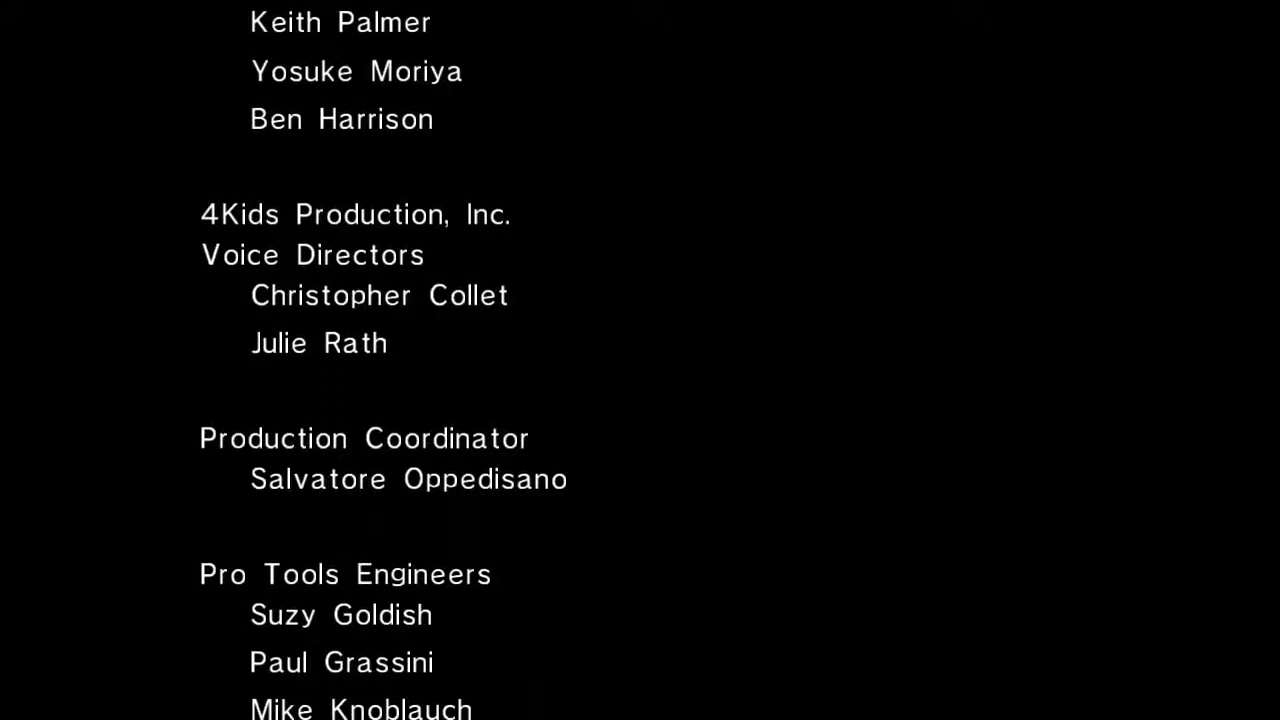 Keith Palmer
Yosuke Moriya
Ben Harrison
4Kids Production, Inc.
Voice Directors
Christopher Collet
Julie Rath
Production Coordinator
Salvatore Oppedisano
Pro Tools Engineers
Suzy Goldish
Paul Grassini
Mike Knoblauch